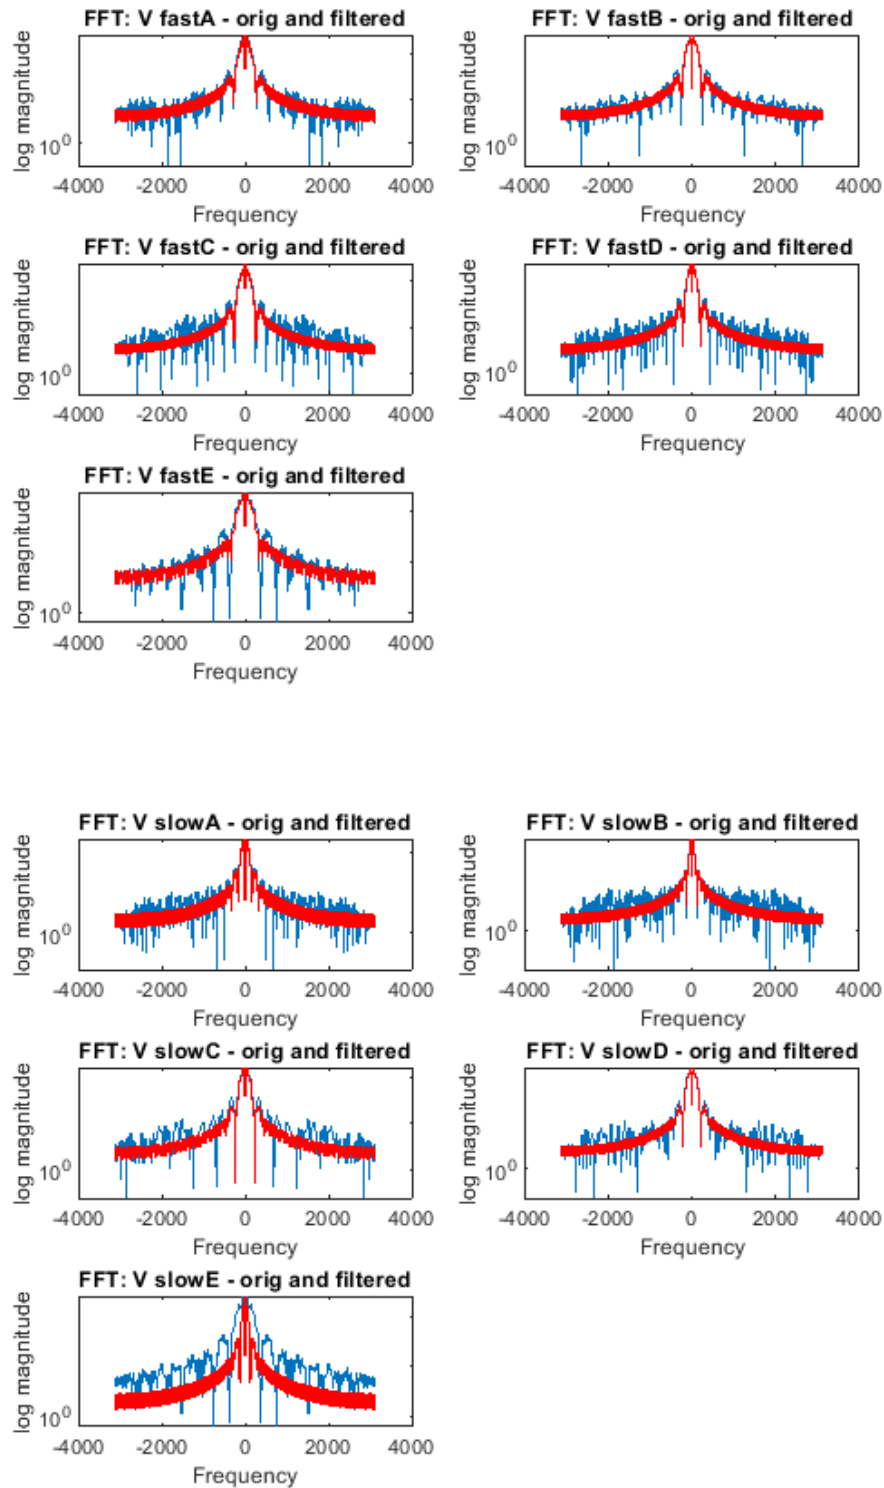 FFT: V fastA - orig and filtered
FFT: V fastB - orig and filtered
log magnitude
10^0
-4000 -2000 0 2000 4000
Frequency
log magnitude
10^0
-4000 -2000 0 2000 4000
Frequency
FFT: V fastC - orig and filtered
FFT: V fastD - orig and filtered
log magnitude
10^0
-4000 -2000 0 2000 4000
Frequency
log magnitude
10^0
-4000 -2000 0 2000 4000
Frequency
FFT: V fastE - orig and filtered
log magnitude
10^0
-4000 -2000 0 2000 4000
Frequency
FFT: V slowA - orig and filtered
FFT: V slowB - orig and filtered
log magnitude
10^0
-4000 -2000 0 2000 4000
Frequency
log magnitude
10^0
-4000 -2000 0 2000 4000
Frequency
FFT: V slowC - orig and filtered
FFT: V slowD - orig and filtered
log magnitude
10^0
-4000 -2000 0 2000 4000
Frequency
log magnitude
10^0
-4000 -2000 0 2000 4000
Frequency
FFT: V slowE - orig and filtered
log magnitude
10^0
-4000 -2000 0 2000 4000
Frequency